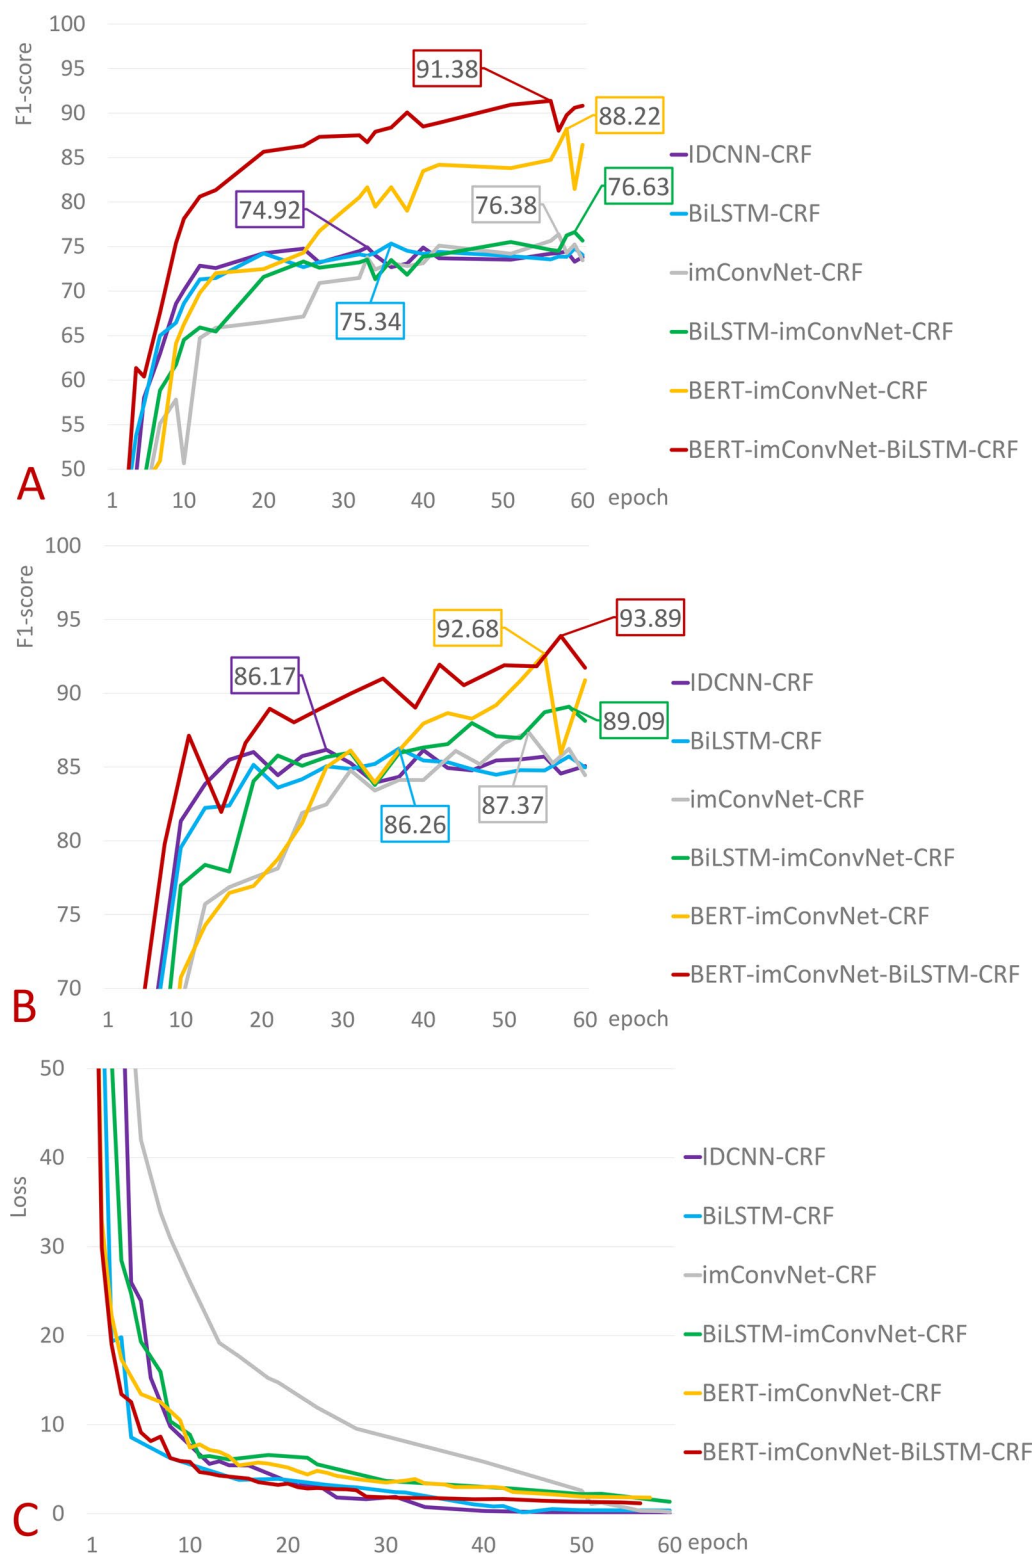 100
95
90
85
80
75
70
65
60
55
50
F1-score
91.38
88.22
74.92
76.38
76.63
75.34
IDCNN-CRF
BiLSTM-CRF
imConvNet-CRF
BiLSTM-imConvNet-CRF
BERT-imConvNet-CRF
BERT-imConvNet-BiLSTM-CRF
A
1 10 20 30 40 50 60 epoch
100
95
90
85
80
75
70
F1-score
92.68
93.89
86.17
89.09
87.37
86.26
IDCNN-CRF
BiLSTM-CRF
imConvNet-CRF
BiLSTM-imConvNet-CRF
BERT-imConvNet-CRF
BERT-imConvNet-BiLSTM-CRF
B
1 10 20 30 40 50 60 epoch
50
40
30
20
10
0
Loss
IDCNN-CRF
BiLSTM-CRF
imConvNet-CRF
BiLSTM-imConvNet-CRF
BERT-imConvNet-CRF
BERT-imConvNet-BiLSTM-CRF
C
1 10 20 30 40 50 60 epoch